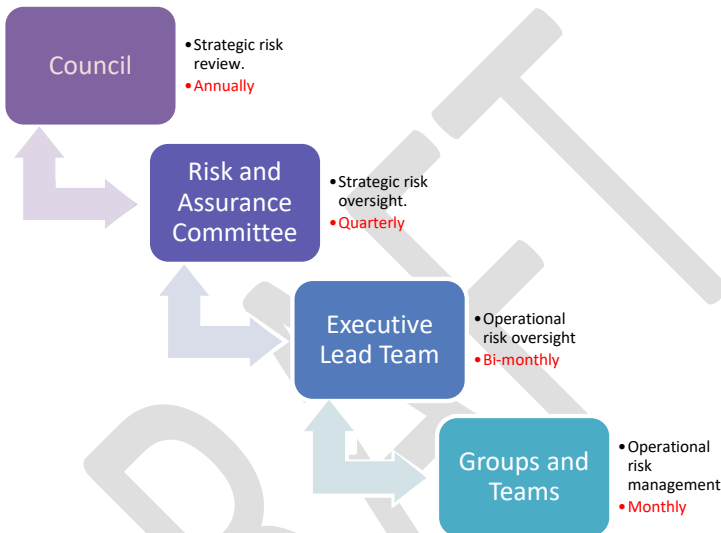 Council
•Strategic risk
review.
•Annually
Risk and
Assurance
Committee
•Strategic risk
oversight.
•Quarterly
Executive
Lead Team
•Operational
risk oversight
•Bi-monthly
Groups and
Teams
•Operational
risk
management
•Monthly
DRAFT